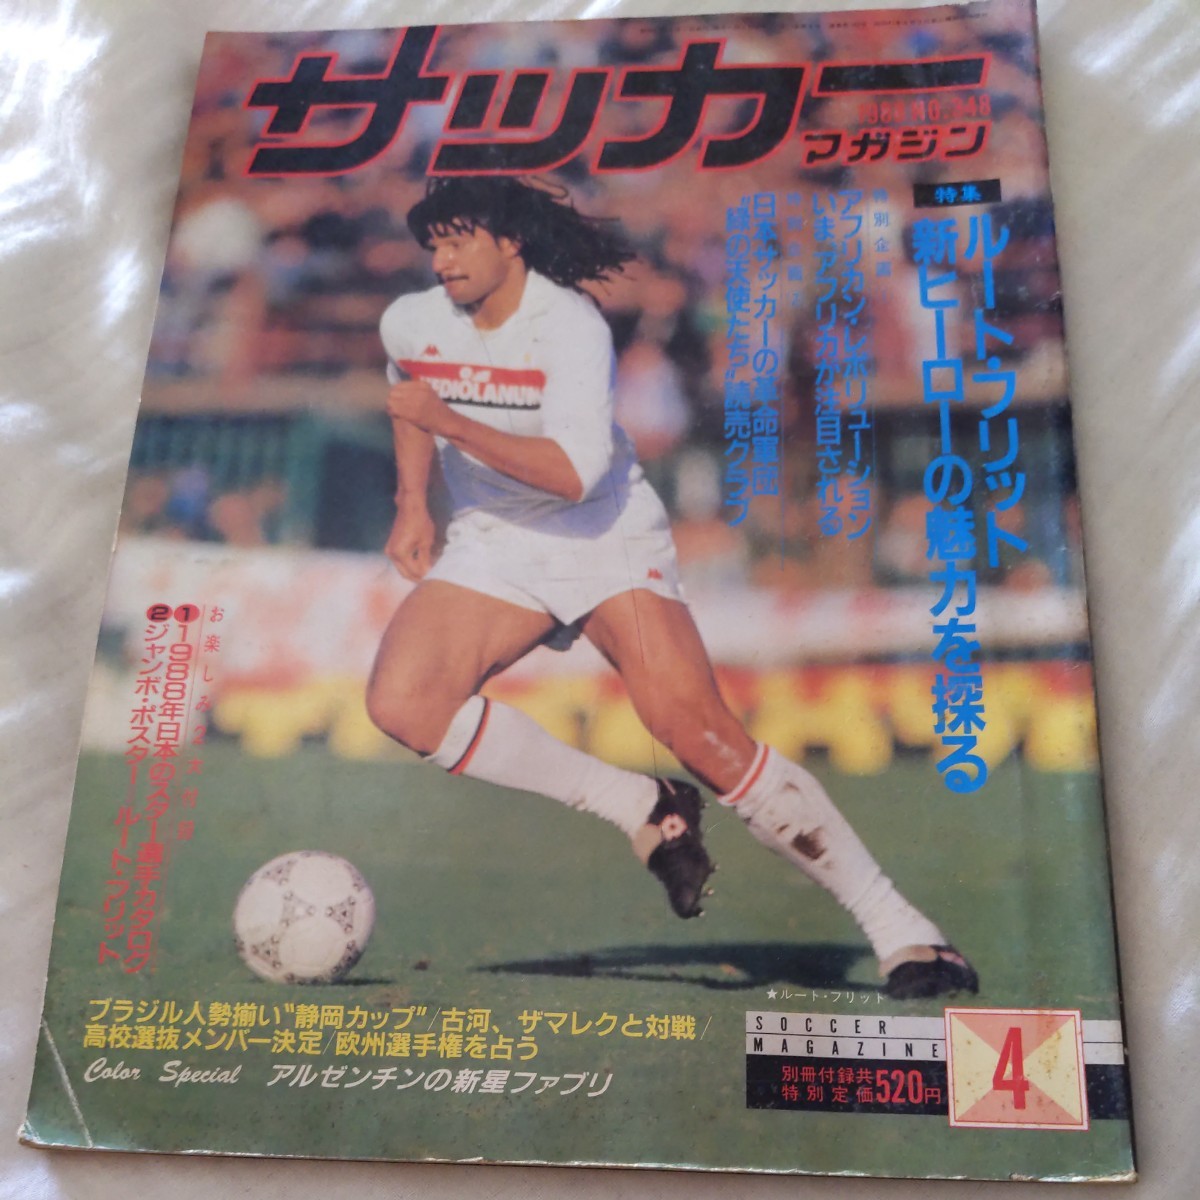 サッカー
マガジン
特集
ルート・フリット
新ヒーローの魅力を探る
特別企画
アフリカン・レボリューション
いまアフリカが注目される
日本サッカーの革命軍団
“緑の天使たち”読売クラブ
MEDIOLANUM
お楽しみ2大付録
❶1988年日本のスター選手カタログ
❷ジャンボ・ポスター ルート・フリット
★ルート・フリット
ブラジル人勢揃い“静岡カップ”/古河、ザマレクと対戦/
高校選抜メンバー決定/欧州選手権を占う
Color Special アルゼンチンの新星ファブリ
SOCCER
MAGAZINE
別冊付録共
特別定価520円
4